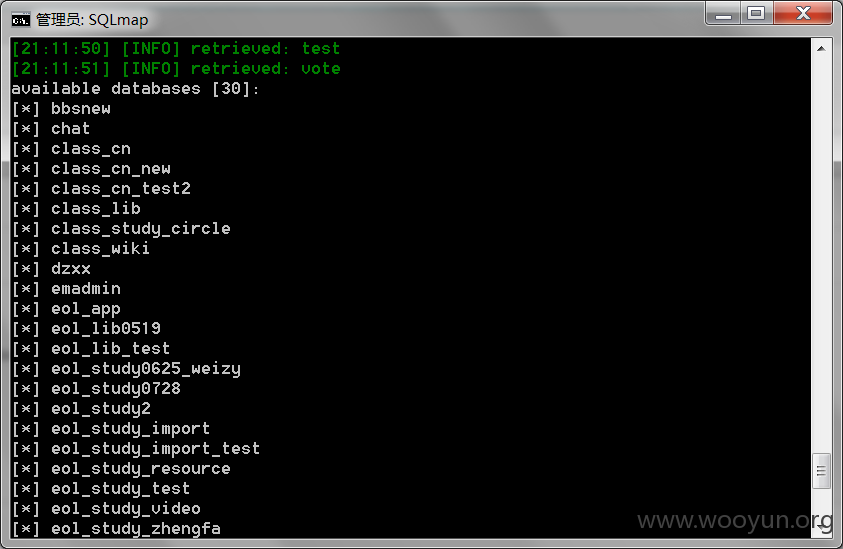 管理员: SQLmap
[21:11:50] [INFO] retrieved: test
[21:11:51] [INFO] retrieved: vote
available databases [30]:
[*] bbsnew
[*] chat
[*] class_cn
[*] class_cn_new
[*] class_cn_test2
[*] class_lib
[*] class_study_circle
[*] class_wiki
[*] dzxx
[*] emadmin
[*] eol_app
[*] eol_lib0519
[*] eol_lib_test
[*] eol_study0625_weizy
[*] eol_study0728
[*] eol_study2
[*] eol_study_import
[*] eol_study_import_test
[*] eol_study_resource
[*] eol_study_test
[*] eol_study_video
[*] eol_study_zhengfa
www.wooyun.org